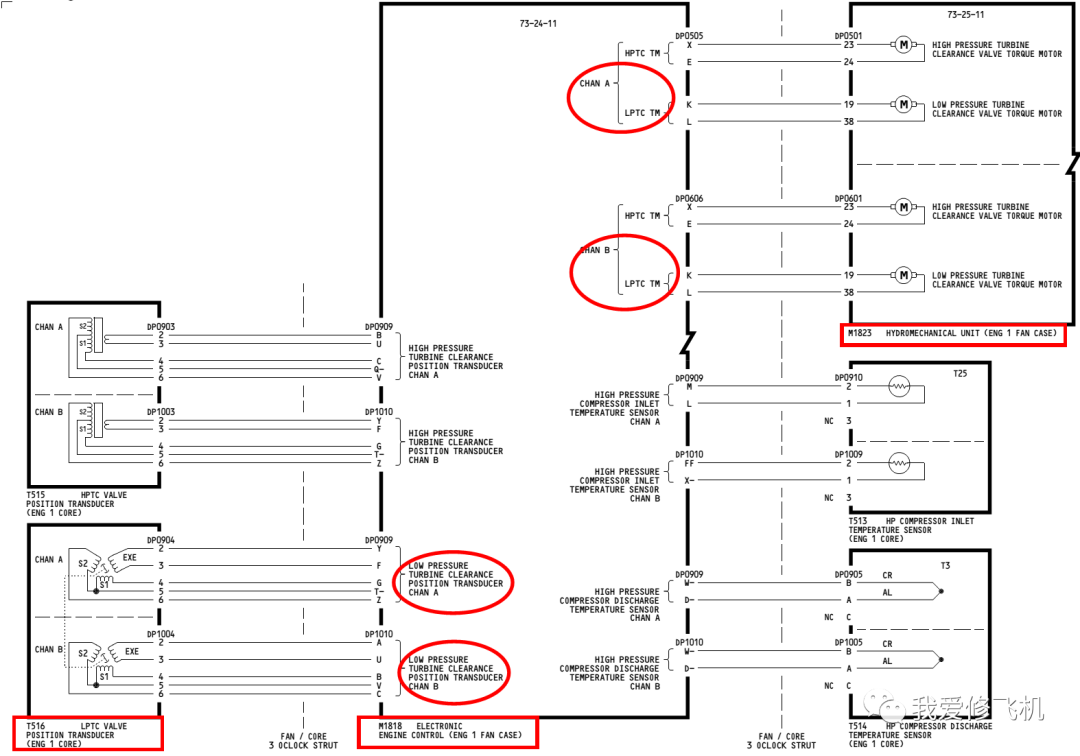 73-24-11
73-25-11
DP0505
DP0501
X
23
M
HPTC TM
HIGH PRESSURE TURBINE
CLEARANCE VALVE TORQUE MOTOR
E
24
CHAN A
K
19
M
LPTC TM
LOW PRESSURE TURBINE
CLEARANCE VALVE TORQUE MOTOR
L
38
DP0606
DP0601
X
23
M
HPTC TM
HIGH PRESSURE TURBINE
CLEARANCE VALVE TORQUE MOTOR
E
24
CHAN B
K
19
M
LPTC TM
LOW PRESSURE TURBINE
CLEARANCE VALVE TORQUE MOTOR
L
38
M1823 HYDROMECHANICAL UNIT (ENG 1 FAN CASE)
CHAN A
S2
S1
DP0903
2
3
4
5
6
DP0909
B
U
C
Q-
V
HIGH PRESSURE
TURBINE CLEARANCE
POSITION TRANSDUCER
CHAN A
CHAN B
S2
S1
DP1003
2
3
4
5
6
DP1010
Y
F
G
T-
Z
HIGH PRESSURE
TURBINE CLEARANCE
POSITION TRANSDUCER
CHAN B
T515 HPTC VALVE
POSITION TRANSDUCER
(ENG 1 CORE)
CHAN A
S2
EXE
S1
DP0904
2
3
4
5
6
DP0909
Y
F
G
T-
Z
LOW PRESSURE
TURBINE CLEARANCE
POSITION TRANSDUCER
CHAN A
CHAN B
S2
EXE
S1
DP1004
2
3
4
5
6
DP1010
A
U
B
V
C
LOW PRESSURE
TURBINE CLEARANCE
POSITION TRANSDUCER
CHAN B
T516 LPTC VALVE
POSITION TRANSDUCER
(ENG 1 CORE)
M1818 ELECTRONIC
ENGINE CONTROL (ENG 1 FAN CASE)
FAN / CORE
3 OCLOCK STRUT
HIGH PRESSURE
COMPRESSOR INLET
TEMPERATURE SENSOR
CHAN A
DP0909
M
L
DP0910
2
1
NC 3
T25
HIGH PRESSURE
COMPRESSOR INLET
TEMPERATURE SENSOR
CHAN B
DP1010
FF
X-
DP1009
2
1
NC 3
T513 HP COMPRESSOR INLET
TEMPERATURE SENSOR
(ENG 1 CORE)
HIGH PRESSURE
COMPRESSOR DISCHARGE
TEMPERATURE SENSOR
CHAN A
DP0909
W-
D-
DP0905
B
A
NC C
CR
AL
T3
HIGH PRESSURE
COMPRESSOR DISCHARGE
TEMPERATURE SENSOR
CHAN B
DP1010
W-
D-
DP1005
B
A
NC C
CR
AL
T514 HP COMPRESSOR DISCHARGE
TEMPERATURE SENSOR
(ENG 1 CORE)
FAN / CORE
3 OCLOCK STRUT
我爱修飞机